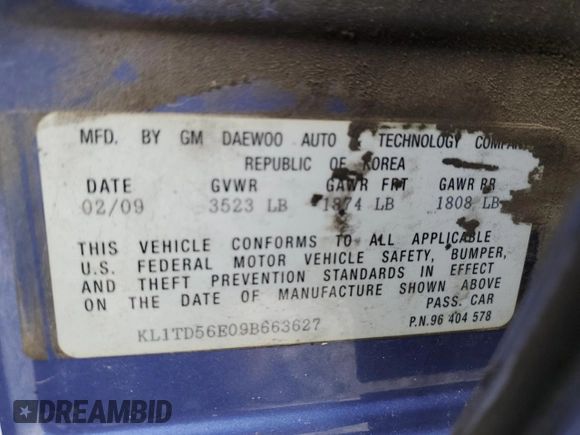 MFD. BY GM DAEWOO AUTO & TECHNOLOGY COMPANY
REPUBLIC OF KOREA
DATE GVWR GAWR FRT GAWR RR
02/09 3523 LB 1874 LB 1808 LB
THIS VEHICLE CONFORMS TO ALL APPLICABLE
U.S. FEDERAL MOTOR VEHICLE SAFETY, BUMPER,
AND THEFT PREVENTION STANDARDS IN EFFECT
ON THE DATE OF MANUFACTURE SHOWN ABOVE
PASS. CAR
KL1TD56E09B663627 P.N.96 404 578
DREAMBID